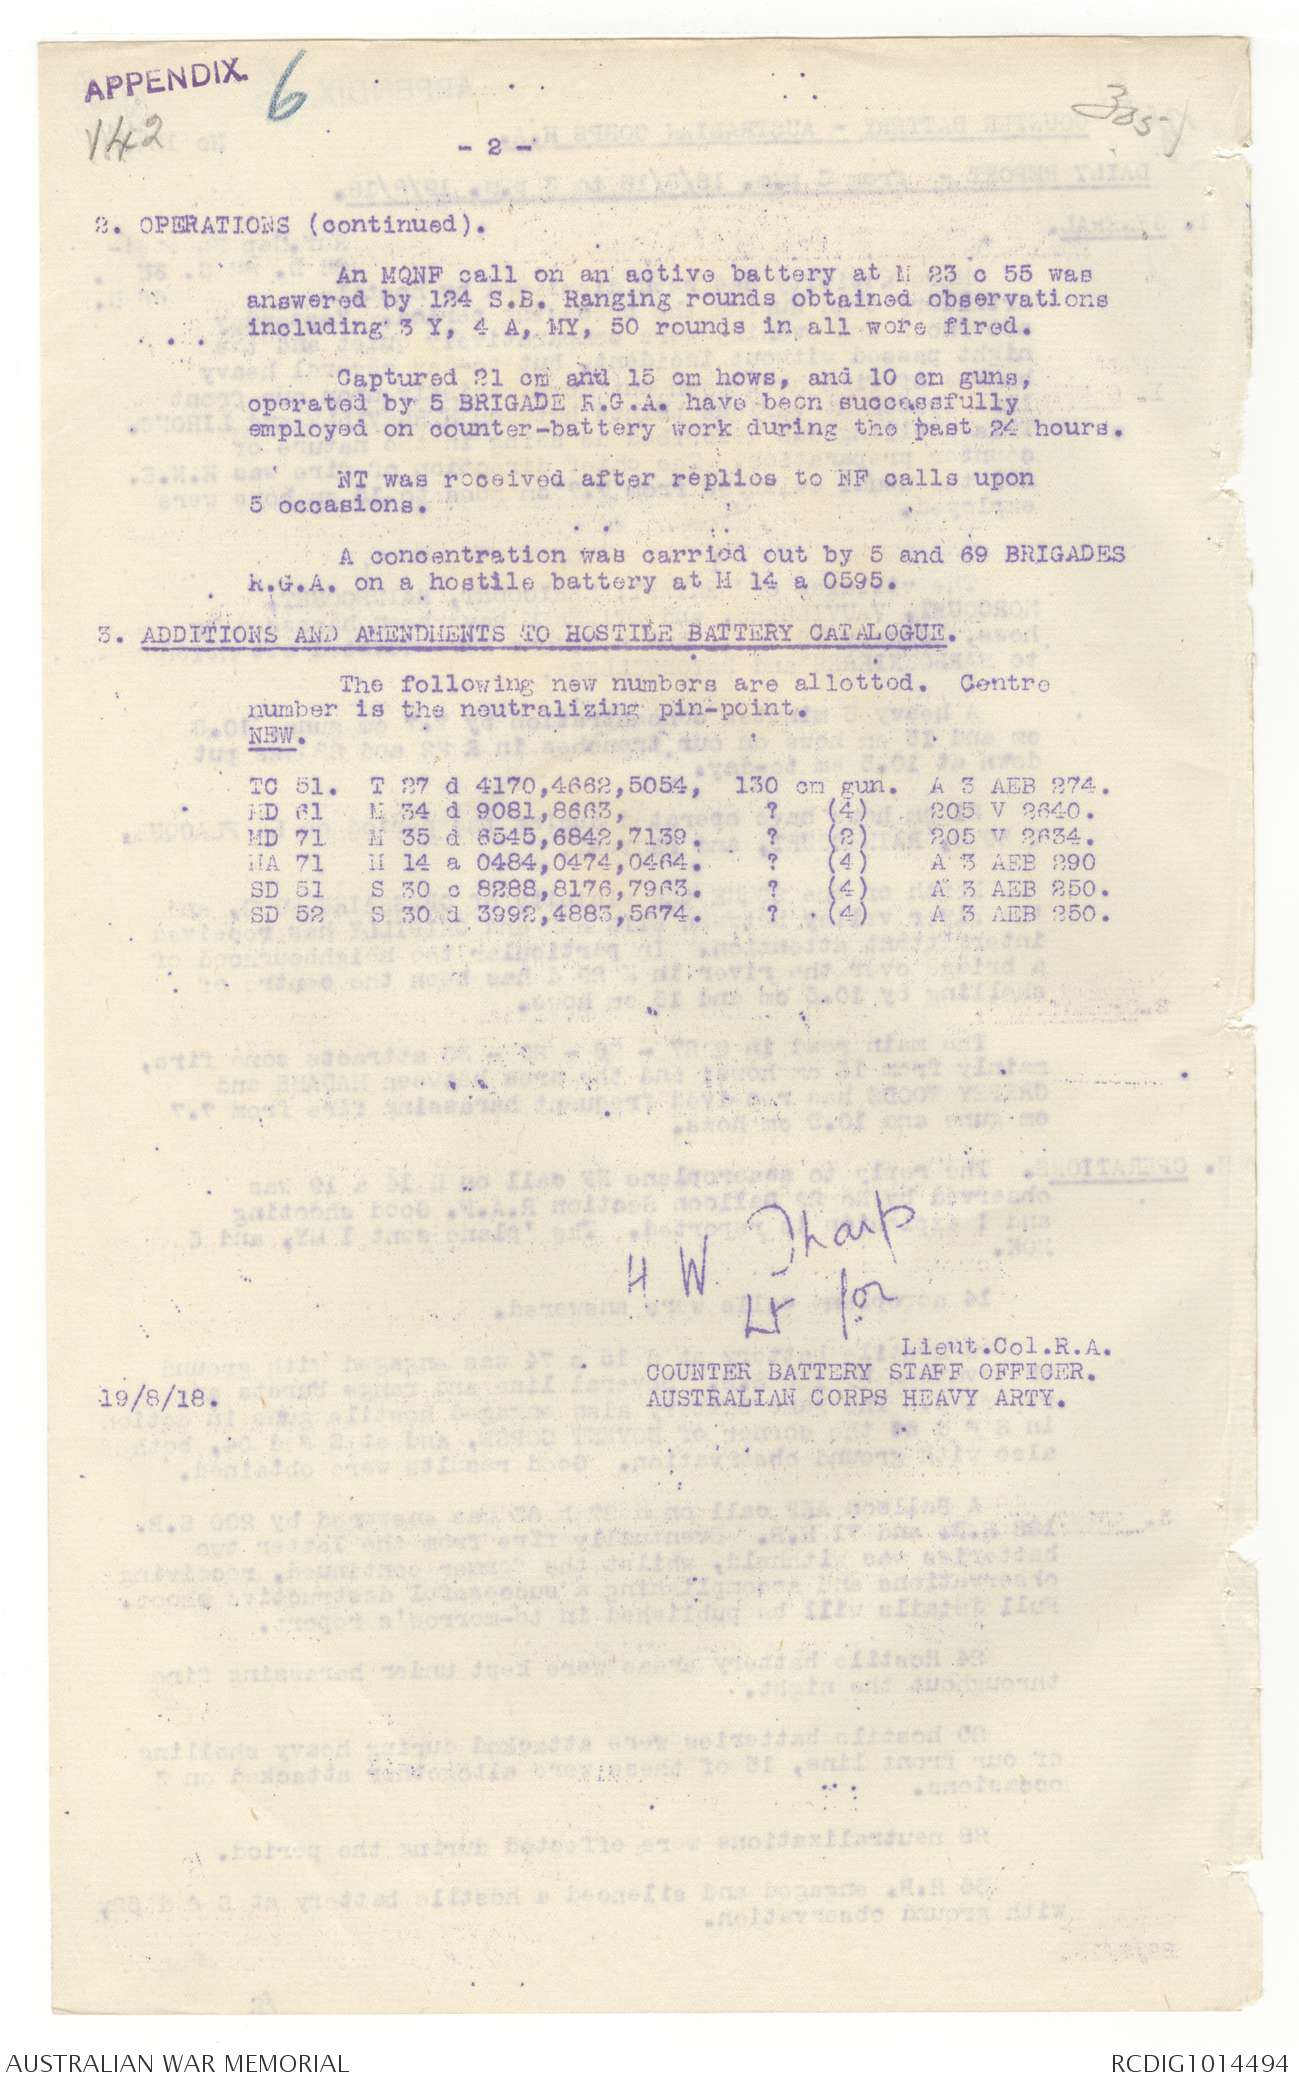 APPENDIX.
6
142
305
- 2 -
2. OPERATIONS (continued).
An MQNF call on an active battery at M 23 c 55 was
answered by 124 S.B. Ranging rounds obtained observations
including 3 Y, 4 A, MY, 50 rounds in all were fired.
Captured 21 cm and 15 cm hows, and 10 cm guns,
operated by 5 BRIGADE R.G.A. have been successfully
employed on counter-battery work during the past 24 hours.
NT was received after replies to NF calls upon
5 occasions.
A concentration was carried out by 5 and 69 BRIGADES
R.G.A. on a hostile battery at M 14 a 0595.
3. ADDITIONS AND AMENDMENTS TO HOSTILE BATTERY CATALOGUE.
The following new numbers are allotted. Centre
number is the neutralizing pin-point.
NEW.
TC 51. T 27 d 4170,4662,5054, 130 cm gun. A 3 AEB 274.
MD 61 M 34 d 9081,8663, ? (4) 205 V 2640.
MD 71 M 35 d 6545,6842,7139. ? (2) 205 V 2634.
MA 71 M 14 a 0484,0474,0464. ? (4) A 3 AEB 290
SD 51 S 30 c 8288,8176,7963. ? (4) A 3 AEB 250.
SD 52 S 30 d 3992,4883,5674. ? (4) A 3 AEB 250.
H W Tharp
Lt for
Lieut.Col.R.A.
COUNTER BATTERY STAFF OFFICER.
19/8/18. AUSTRALIAN CORPS HEAVY ARTY.
AUSTRALIAN WAR MEMORIAL
RCDIG1014494